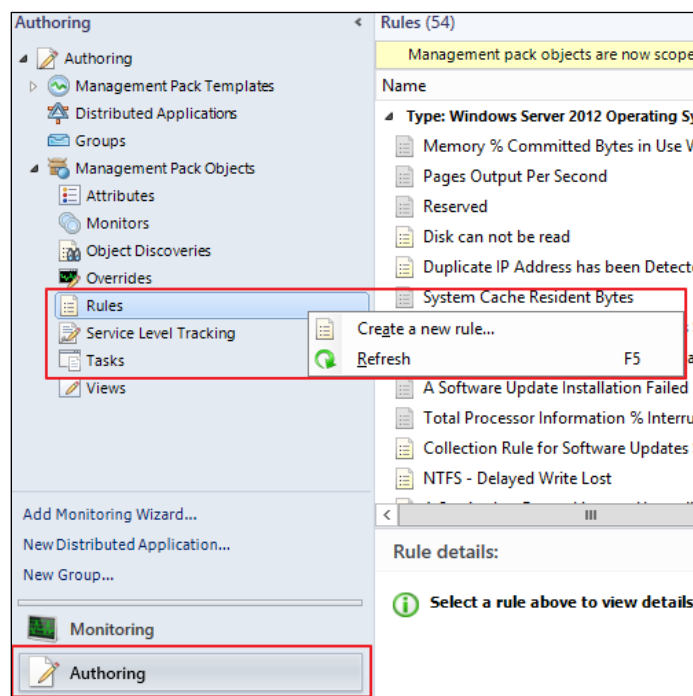 Authoring
Authoring
Management Pack Templates
Distributed Applications
Groups
Management Pack Objects
Attributes
Monitors
Object Discoveries
Overrides
Rules
Service Level Tracking
Tasks
Views
Add Monitoring Wizard...
New Distributed Application...
New Group...
Monitoring
Authoring
Rules (54)
Management pack objects are now scope
Name
Type: Windows Server 2012 Operating Sy
Memory % Committed Bytes in Use W
Pages Output Per Second
Reserved
Disk can not be read
Duplicate IP Address has been Detecte
System Cache Resident Bytes
Create a new rule...
Refresh F5
A Software Update Installation Failed
Total Processor Information % Interru
Collection Rule for Software Updates
NTFS - Delayed Write Lost
Rule details:
Select a rule above to view details